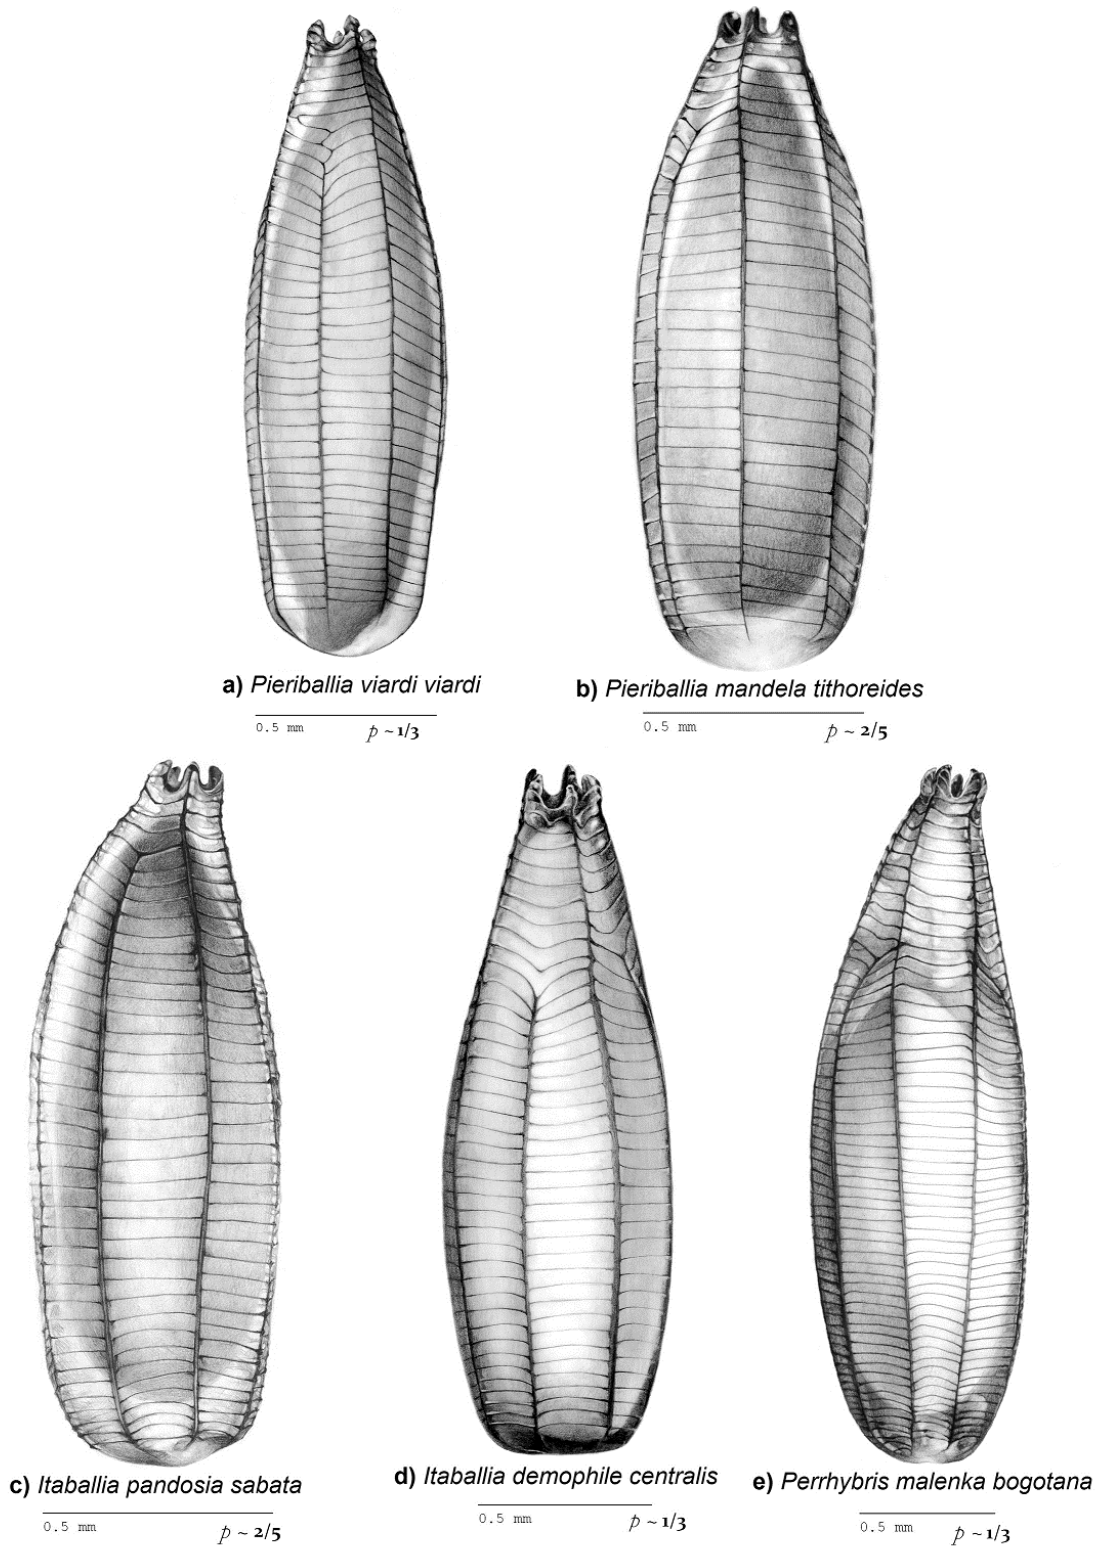 a) Pieriballia viardi viardi
0.5 mm p ~ 1/3
b) Pieriballia mandela tithoreides
0.5 mm p ~ 2/5
c) Itaballia pandosia sabata
0.5 mm p ~ 2/5
d) Itaballia demophile centralis
0.5 mm p ~ 1/3
e) Perrhybris malenka bogotana
0.5 mm p ~ 1/3